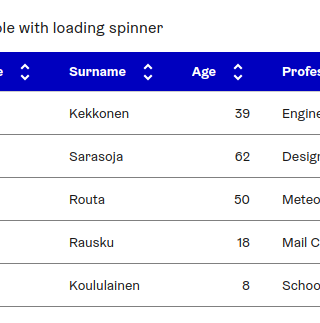 ble with loading spinner
e Surname Age Profes
Kekkonen 39 Engine
Sarasoja 62 Design
Routa 50 Meteo
Rausku 18 Mail C
Koululainen 8 Schoo